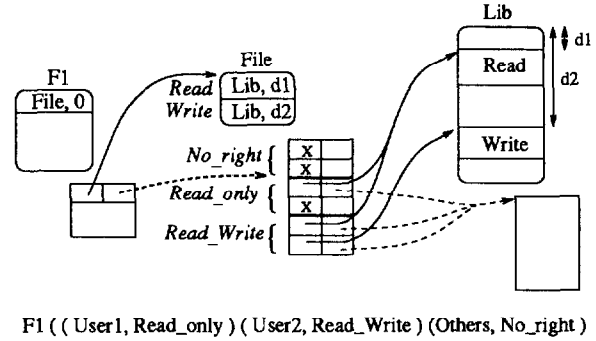 Lib
d1
File
F1
Read
Lib, d1
Read
d2
File, 0
Write
Lib, d2
No_right
X
Write
X
Read_only
X
Read_Write
F1 ( ( User1, Read_only ) ( User2, Read_Write ) (Others, No_right )